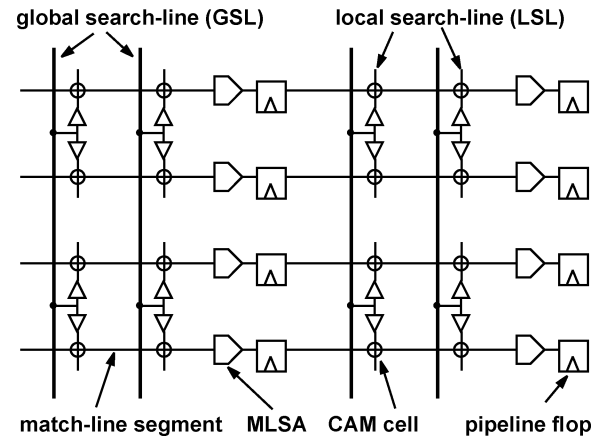 global search-line (GSL)
local search-line (LSL)
match-line segment
MLSA
CAM cell
pipeline flop